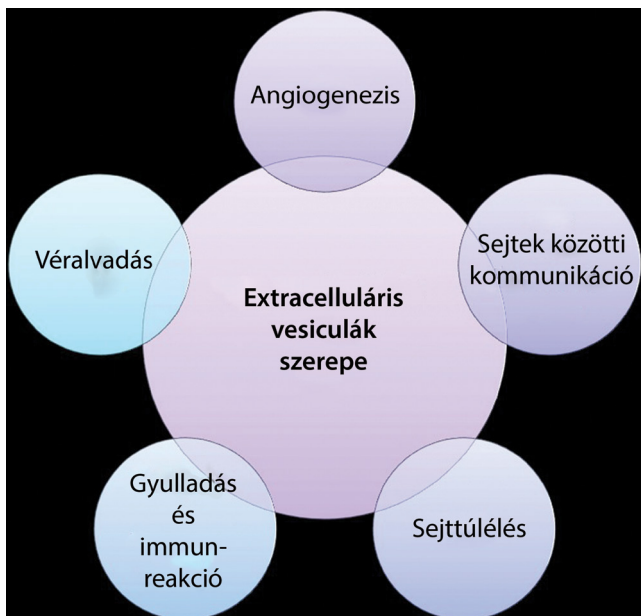 Angiogenezis
Véralvadás
Sejtek közötti
kommunikáció
Extracelluláris
vesiculák
szerepe
Gyulladás
és
immun-
reakció
Sejttúlélés